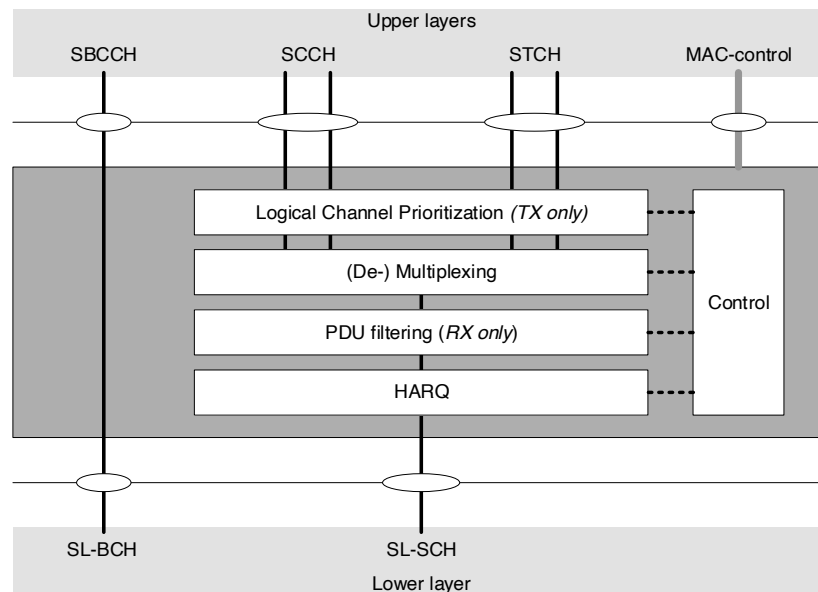 Upper layers
SBCCH
SCCH
STCH
MAC-control
Logical Channel Prioritization (TX only)
(De-) Multiplexing
PDU filtering (RX only)
HARQ
Control
SL-BCH
SL-SCH
Lower layer